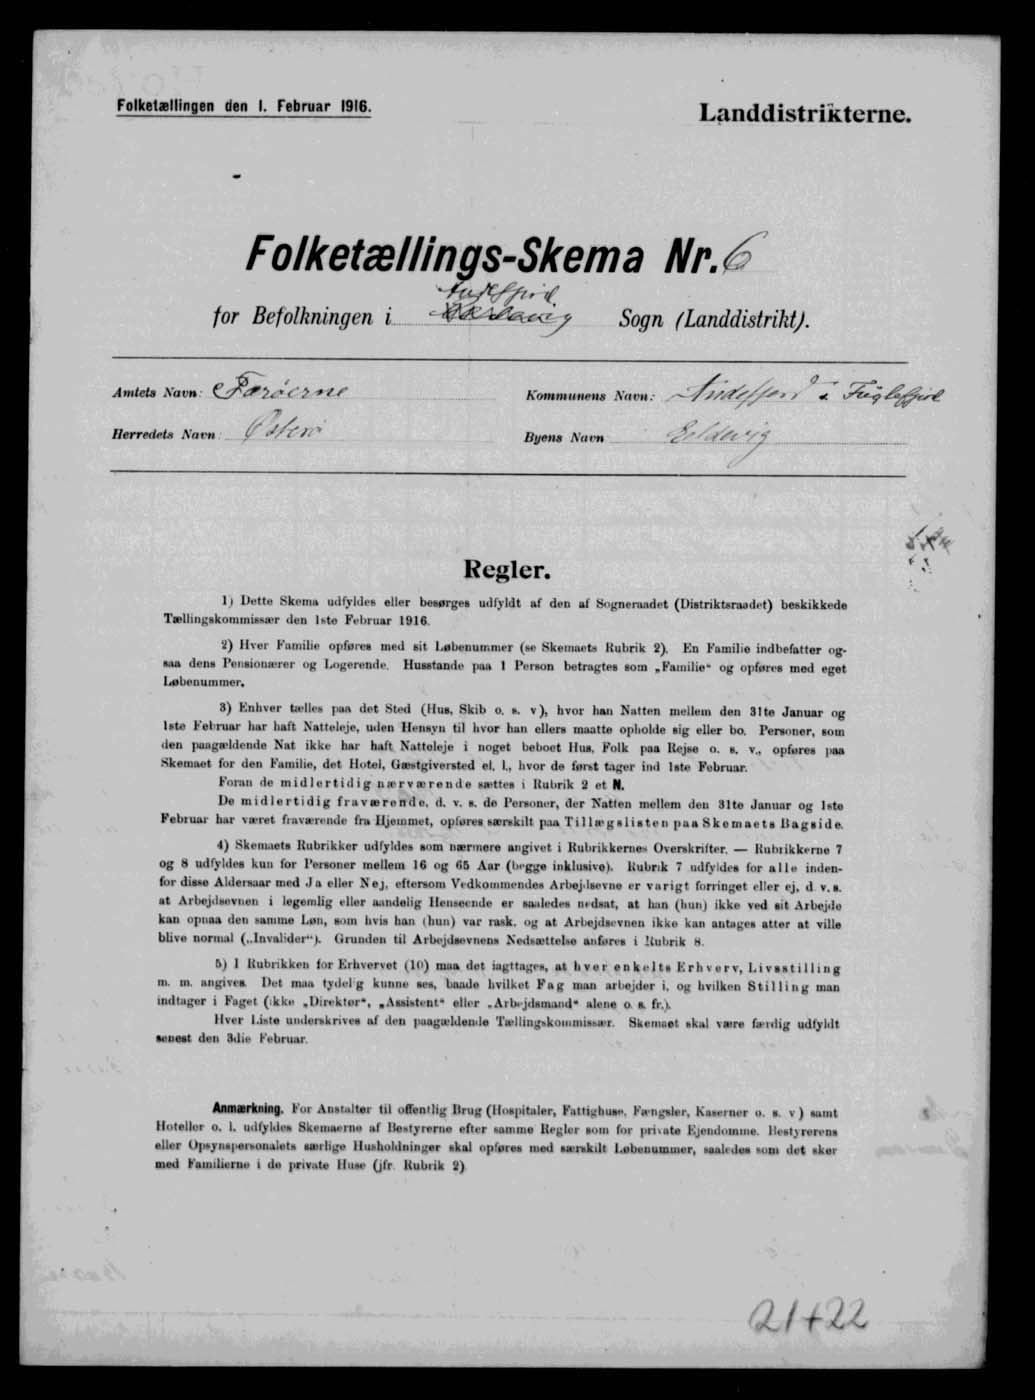 Folketællingen den 1. Februar 1916.
Landdistrikterne.
Folketællings-Skema Nr. 6
Andefjord
for Befolkningen i Sogn (Landdistrikt).
Amtets Navn: Færøerne
Kommunens Navn: Andefjord & Fuglefjord
Herredets Navn: Østerø
Byens Navn Eldevig
Regler.
1) Dette Skema udfyldes eller besørges udfyldt af den af Sogneraadet (Distriktsraadet) beskikkede
Tællingskommissær den 1ste Februar 1916.
2) Hver Familie opføres med sit Løbenummer (se Skemaets Rubrik 2). En Familie indbefatter og-
saa dens Pensionærer og Logerende. Husstande paa 1 Person betragtes som „Familie“ og opføres med eget
Løbenummer.
3) Enhver tælles paa det Sted (Hus, Skib o. s. v), hvor han Natten mellem den 31te Januar og
1ste Februar har haft Natteleje, uden Hensyn til hvor han ellers maatte opholde sig eller bo. Personer, som
den paagældende Nat ikke har haft Natteleje i noget beboet Hus, Folk paa Rejse o. s. v., opføres paa
Skemaet for den Familie, det Hotel, Gæstgiversted el. l., hvor de først tager ind 1ste Februar.
Foran de midlertidig nærværende sættes i Rubrik 2 et N.
De midlertidig fraværende, d. v. s. de Personer, der Natten mellem den 31te Januar og 1ste
Februar har været fraværende fra Hjemmet, opføres særskilt paa Tillægslisten paa Skemaets Bagside.
4) Skemaets Rubrikker udfyldes som nærmere angivet i Rubrikkernes Overskrifter. — Rubrikkerne 7
og 8 udfyldes kun for Personer mellem 16 og 65 Aar (begge inklusive). Rubrik 7 udfyldes for alle inden-
for disse Aldersaar med Ja eller Nej, eftersom Vedkommendes Arbejdsevne er varigt forringet eller ej, d. v. s.
at Arbejdsevnen i legemlig eller aandelig Henseende er saaledes nedsat, at han (hun) ikke ved sit Arbejde
kan opnaa den samme Løn, som hvis han (hun) var rask, og at Arbejdsevnen ikke kan antages atter at ville
blive normal („Invalider“). Grunden til Arbejdsevnens Nedsættelse anføres i Rubrik 8.
5) I Rubrikken for Erhvervet (10) maa det iagttages, at hver enkelts Erhverv, Livsstilling
m. m. angives. Det maa tydelig kunne ses, baade hvilket Fag man arbejder i, og hvilken Stilling man
indtager i Faget (ikke „Direktør“, „Assistent“ eller „Arbejdsmand“ alene o. s. fr.).
Hver Liste underskrives af den paagældende Tællingskommissær. Skemaet skal være færdig udfyldt
senest den 3die Februar.
Anmærkning. For Anstalter til offentlig Brug (Hospitaler, Fattighuse, Fængsler, Kaserner o. s. v) samt
Hoteller o. l. udfyldes Skemaerne af Bestyrerne efter samme Regler som for private Ejendomme. Bestyrerens
eller Opsynspersonalets særlige Husholdninger skal opføres med særskilt Løbenummer, saaledes som det sker
med Familierne i de private Huse (jfr. Rubrik 2)
21+22